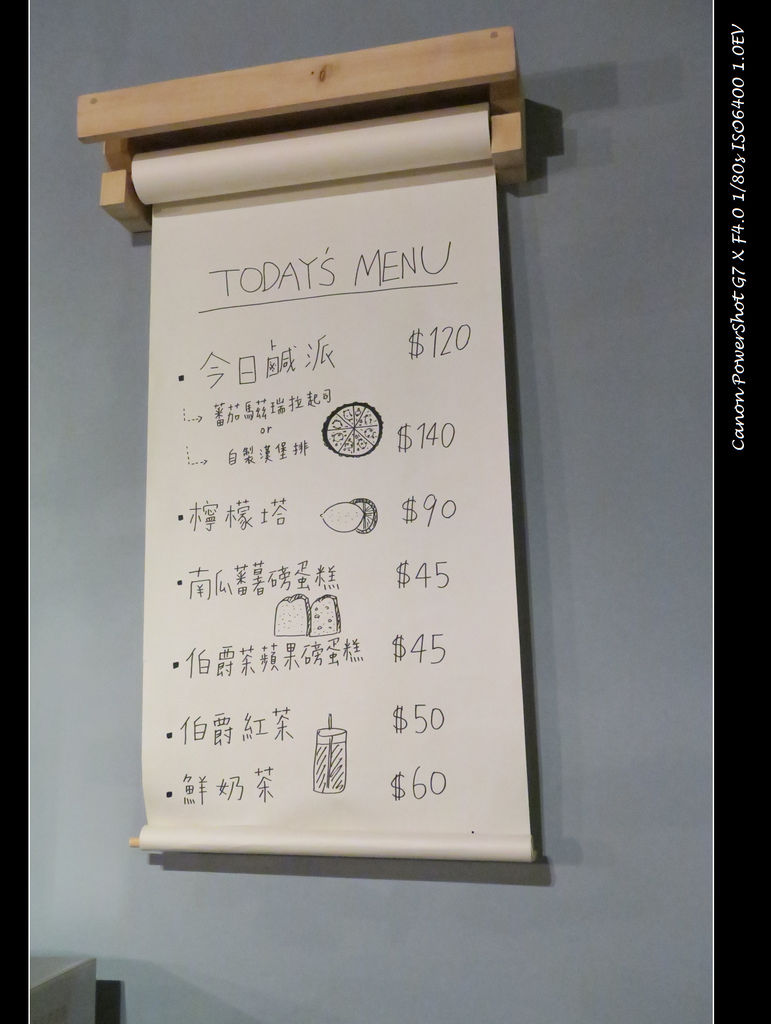 TODAY'S MENU
· 今日鹹派 $120
蕃茄馬茲瑞拉起司
or
自製漢堡排 $140
· 檸檬塔 $90
· 南瓜蕃薯磅蛋糕 $45
· 伯爵茶蘋果磅蛋糕 $45
· 伯爵紅茶 $50
· 鮮奶茶 $60
Canon PowerShot G7 X F4.0 1/80s ISO6400 1.0EV